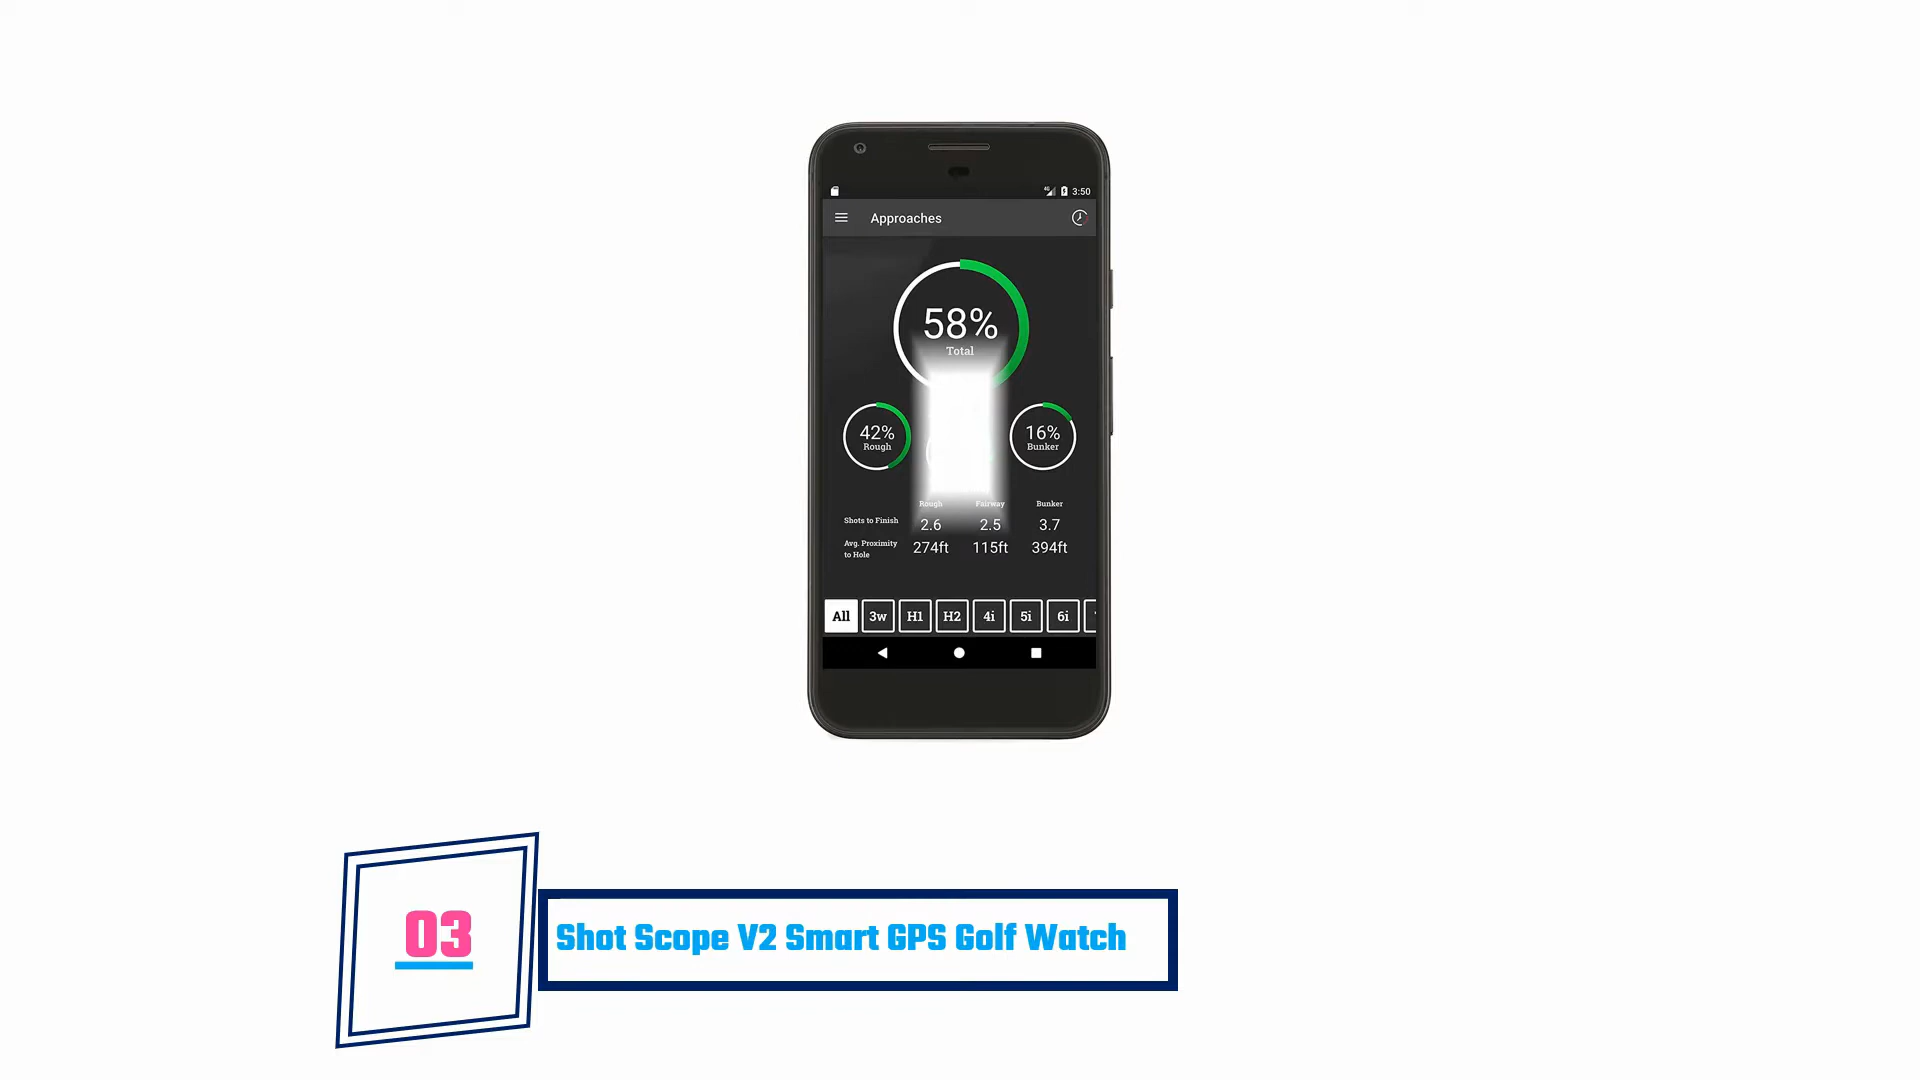 4G 3:50
Approaches
58%
Total
42%
Rough
16%
Bunker
Rough Fairway Bunker
Shots to Finish 2.6 2.5 3.7
Avg. Proximity
to Hole 274ft 115ft 394ft
All 3w H1 H2 4i 5i 6i
03
Shot Scope V2 Smart GPS Golf Watch